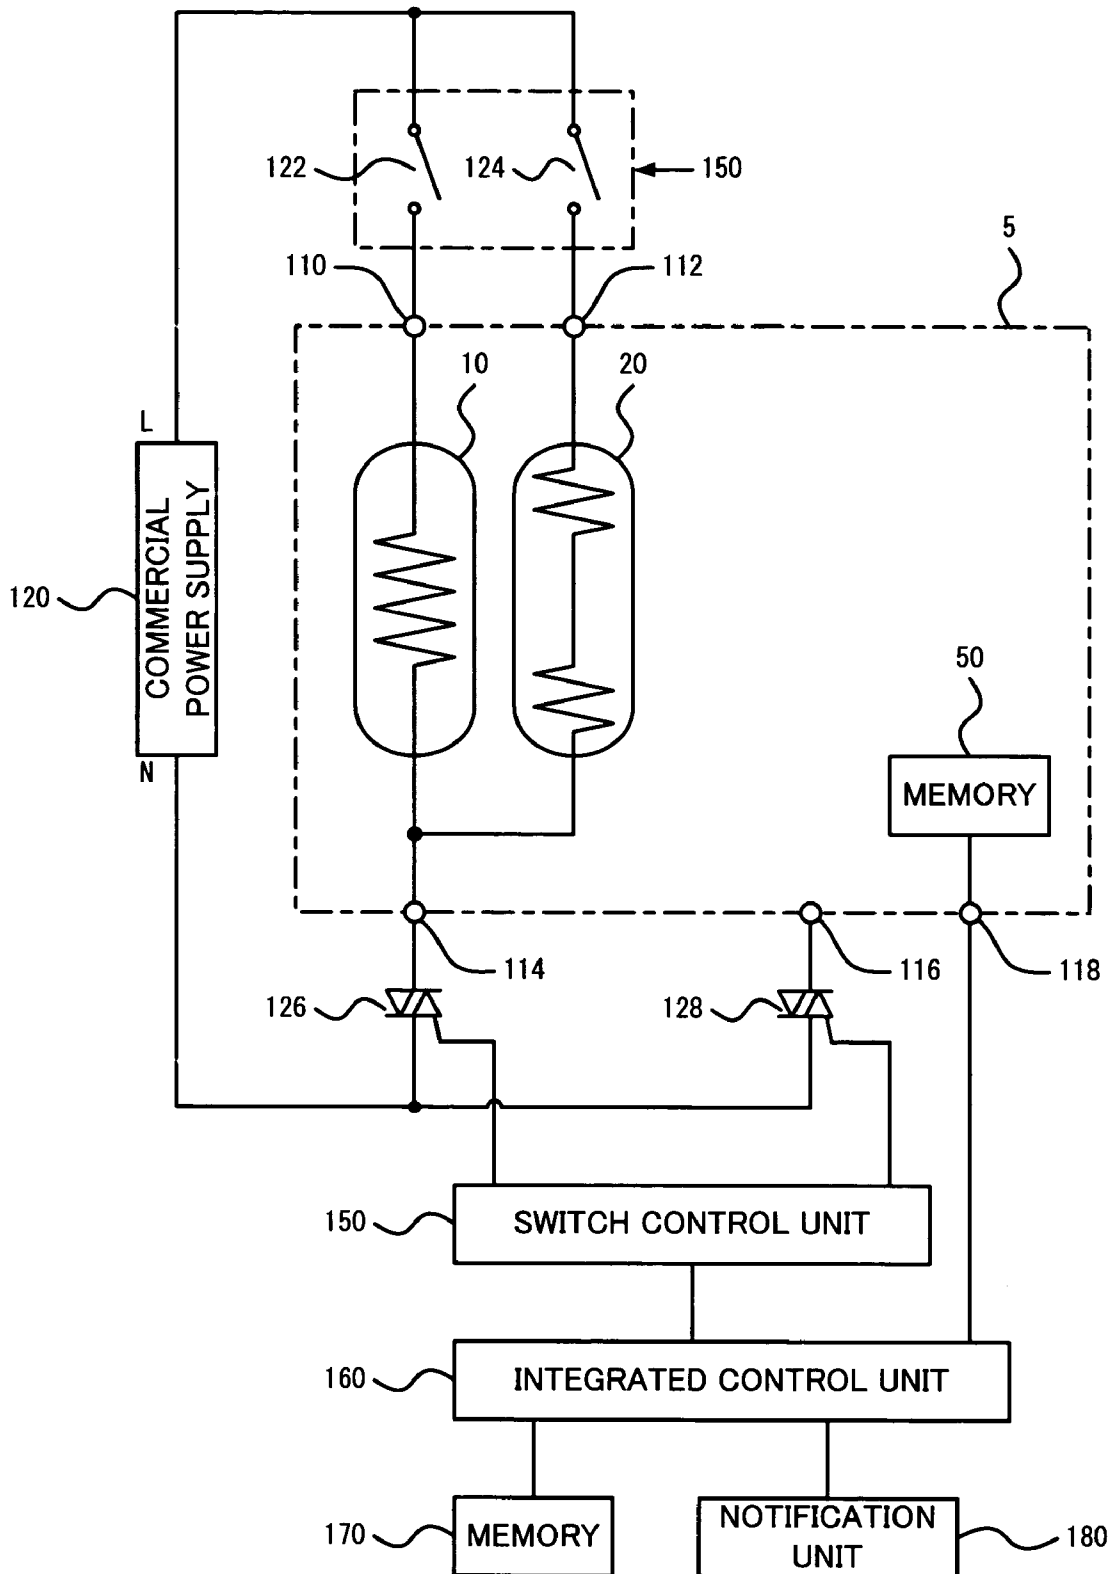 122
124
150
5
110
112
10
20
L
120
COMMERCIAL
POWER SUPPLY
50
N
MEMORY
114
116
118
126
128
150
SWITCH CONTROL UNIT
160
INTEGRATED CONTROL UNIT
170
MEMORY
NOTIFICATION
UNIT
180